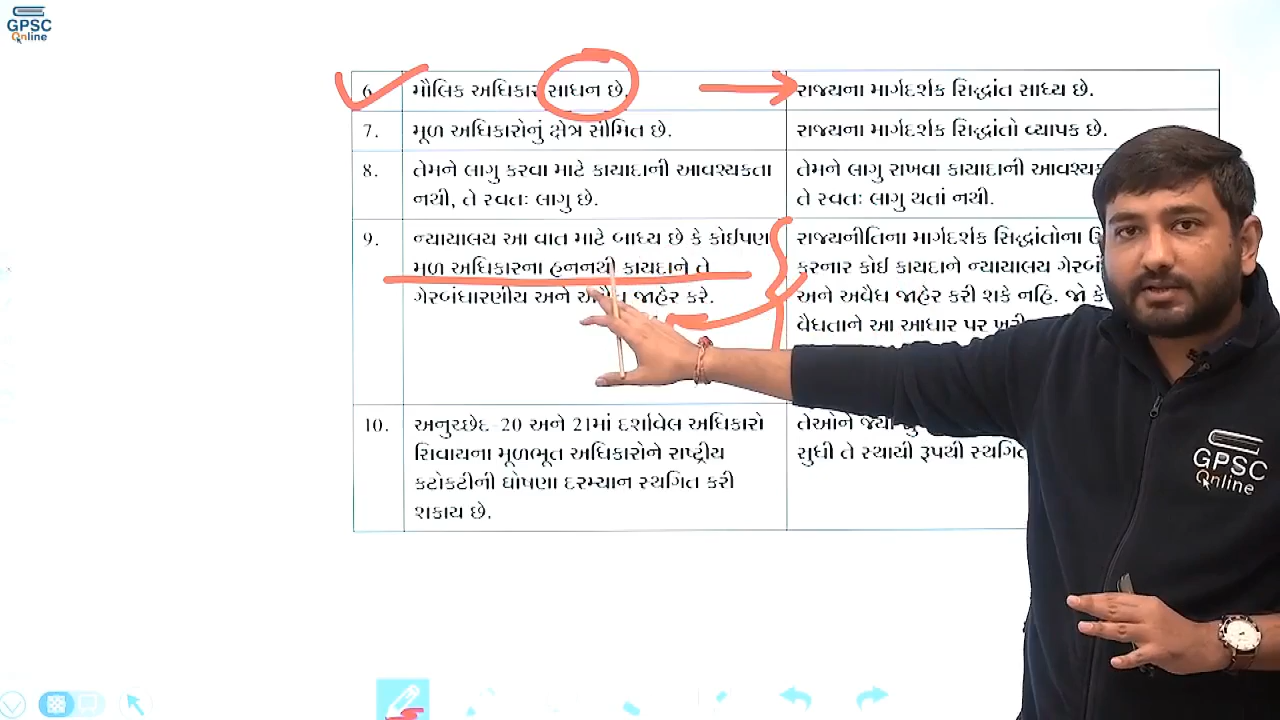 GPSC
Online
6. મૌલિક અધિકાર સાધન છે. રાજ્યના માર્ગદર્શક સિદ્ધાંત સાધ્ય છે.
7. મૂળ અધિકારોનું ક્ષેત્ર સીમિત છે. રાજ્યના માર્ગદર્શક સિદ્ધાંતો વ્યાપક છે.
8. તેમને લાગુ કરવા માટે કાયાદાની આવશ્યકતા
નથી, તે સ્વતઃ લાગુ છે.
તેમને લાગુ રાખવા કાયાદાની
તે સ્વતઃ લાગુ થતાં નથી.
9. ન્યાયાલય આ વાત માટે બાધ્ય છે કે કોઈપણ
મૂળ અધિકારના હનનથી કાયદાને તે
ગેરબંધારણીય અને અવૈધ જાહેર કરે.
રાજ્યનીતિના માર્ગદર્શક સિદ્ધાંતોના
કરનાર કોઈ કાયદાને ન્યાયાલય
અને અવૈધ જાહેર કરી શકે નહિ. જો
વૈધતાને આ આધાર પર
10. અનુચ્છેદ-20 અને 21માં દર્શાવેલ અધિકારો
સિવાયના મૂળભૂત અધિકારોને રાષ્ટ્રીય
કટોકટીની ઘોષણા દરમ્યાન સ્થગિત કરી
શકાય છે.
તેઓને
સુધી તે સ્થાયી રૂપથી
GPSC
Online